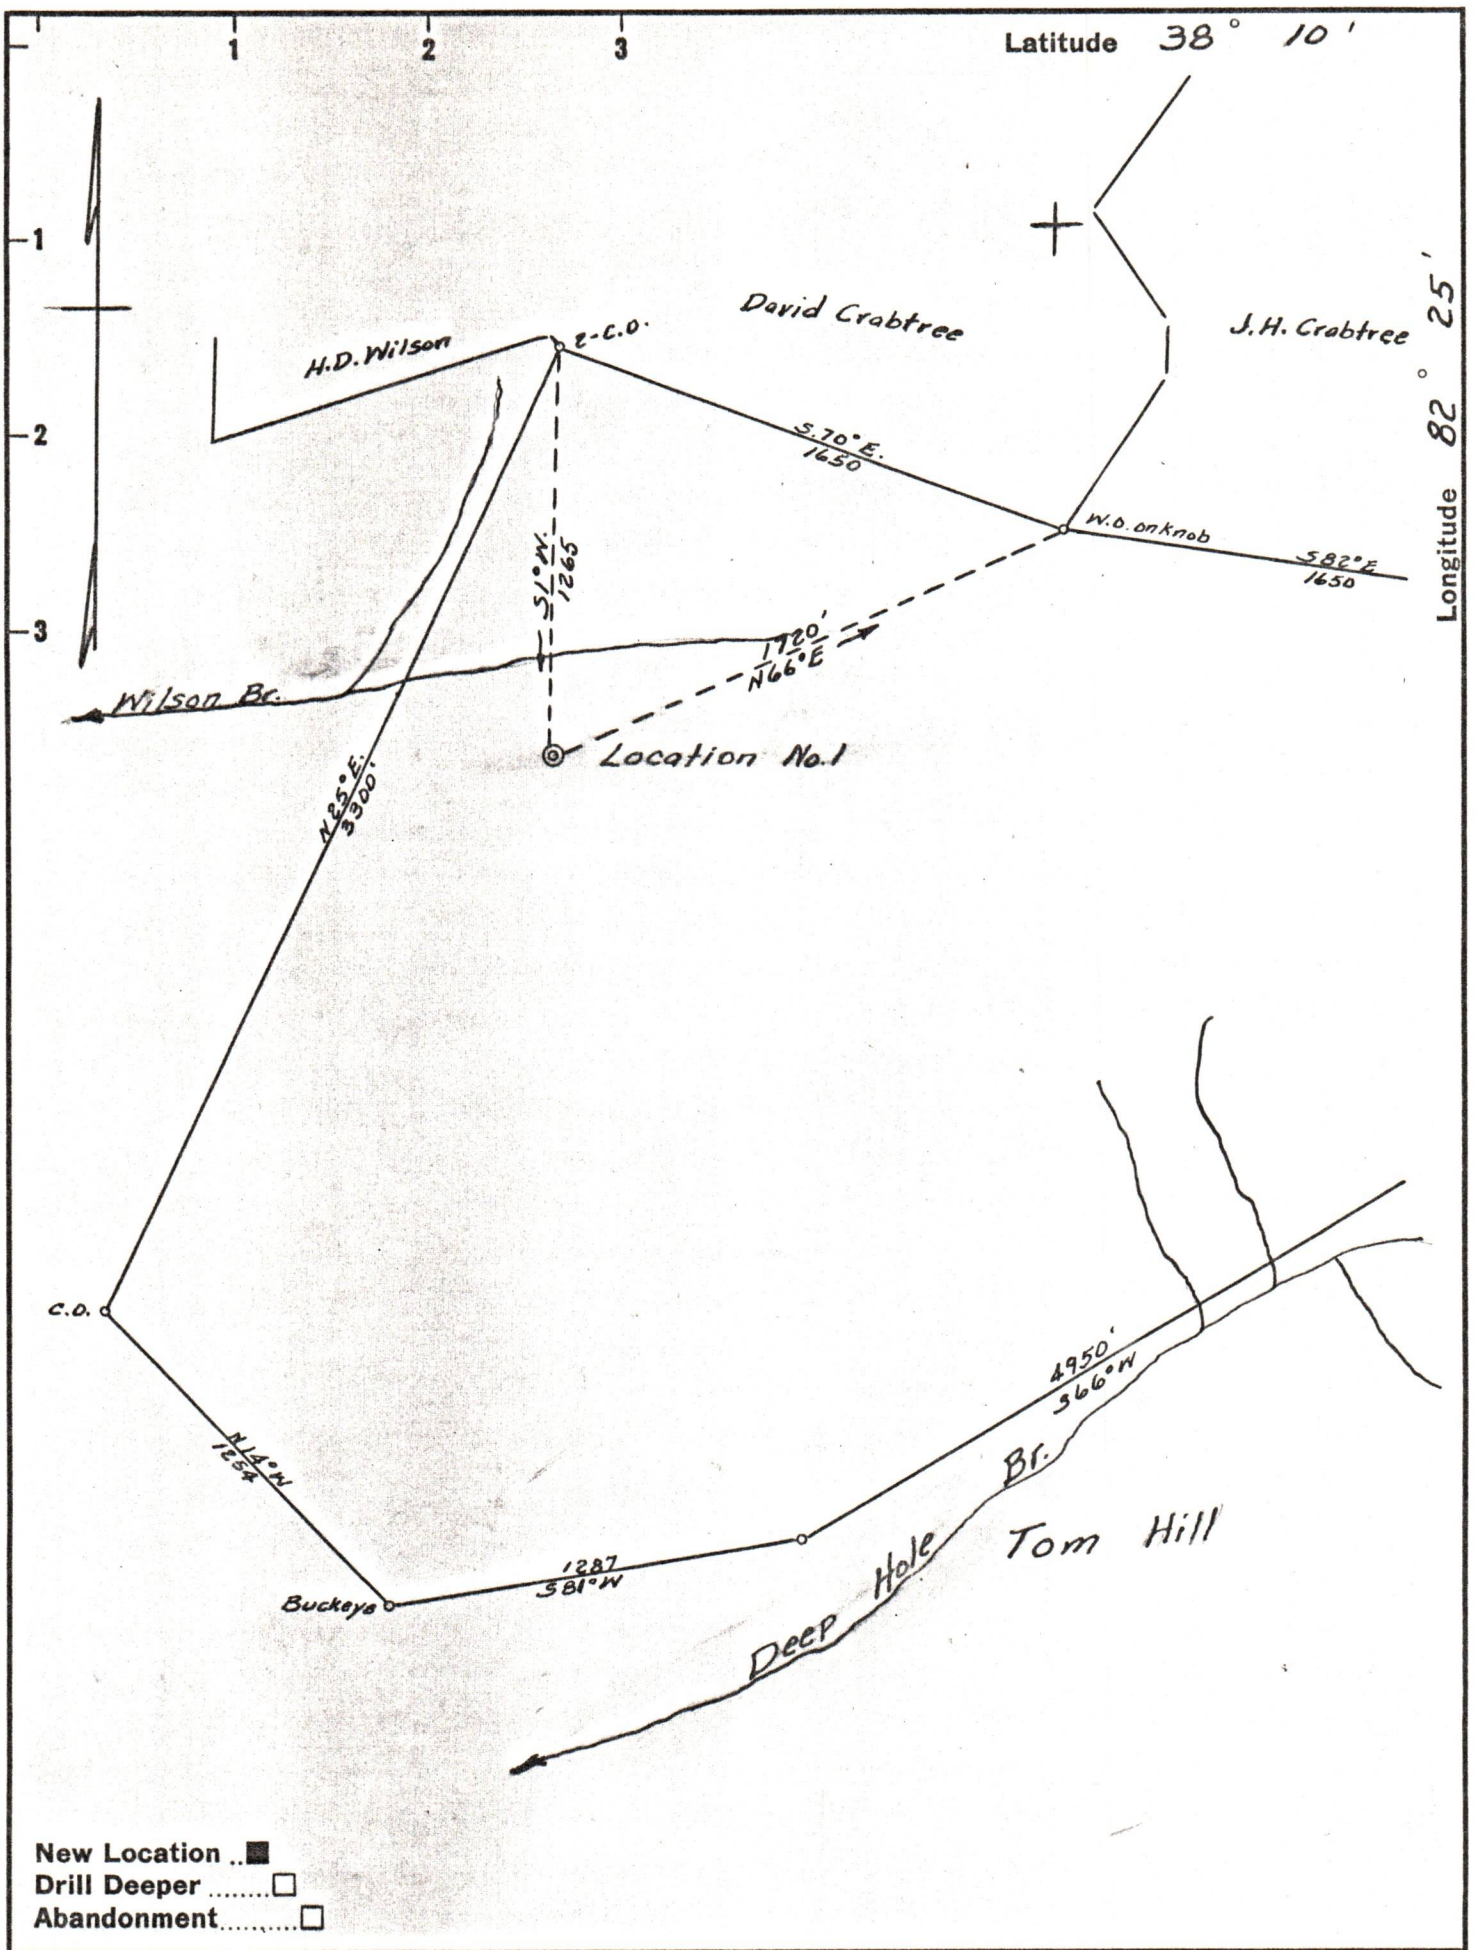 1 2 3
Latitude 38° 10'
1
2
3
Longitude 82° 25'
David Crabtree
J.H. Crabtree
H.D. Wilson
2-C.O.
S.70°E.
1650
W.O. on Knob
S82°E
1650
S1°W.
1265
1920'
N66°E
Wilson Br.
Location No.1
N25°E.
3300'
C.O.
N14°W
1254
4950'
S66°W
Buckeye
1287
S81°W
Deep Hole Br.
Tom Hill
New Location ..
Drill Deeper ........
Abandonment..........